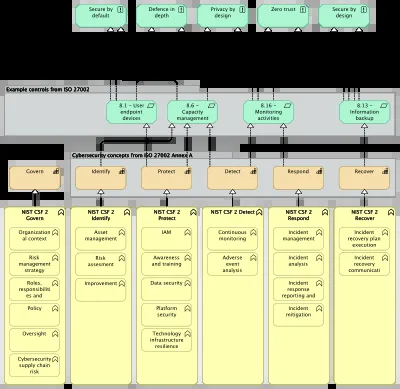 Secure by
default
Defence in
depth
Privacy by
design
Zero trust
Secure by
design
Example controls from ISO 27002
8.1 - User
endpoint
devices
8.6 -
Capacity
management
8.16 -
Monitoring
activities
8.13 -
Information
backup
Cybersecurity concepts from ISO 27002 Annex A
Govern
Identify
Protect
Detect
Respond
Recover
NIST CSF 2
Govern
Organization
al context
Risk
management
strategy
Roles,
responsibiliti
es and
Policy
Oversight
Cybersecurity
supply chain
risk
NIST CSF 2
Identify
Asset
management
Risk
assesment
Improvement
NIST CSF 2
Protect
IAM
Awareness
and training
Data security
Platform
security
Technology
infrastructure
resilience
NIST CSF 2 Detect
Continuous
monitoring
Adverse
event
analysis
NIST CSF 2
Respond
Incident
management
Incident
analysis
Incident
response
reporting and
Incident
mitigation
NIST CSF 2
Recover
Incident
recovery plan
execution
Incident
recovery
communicati